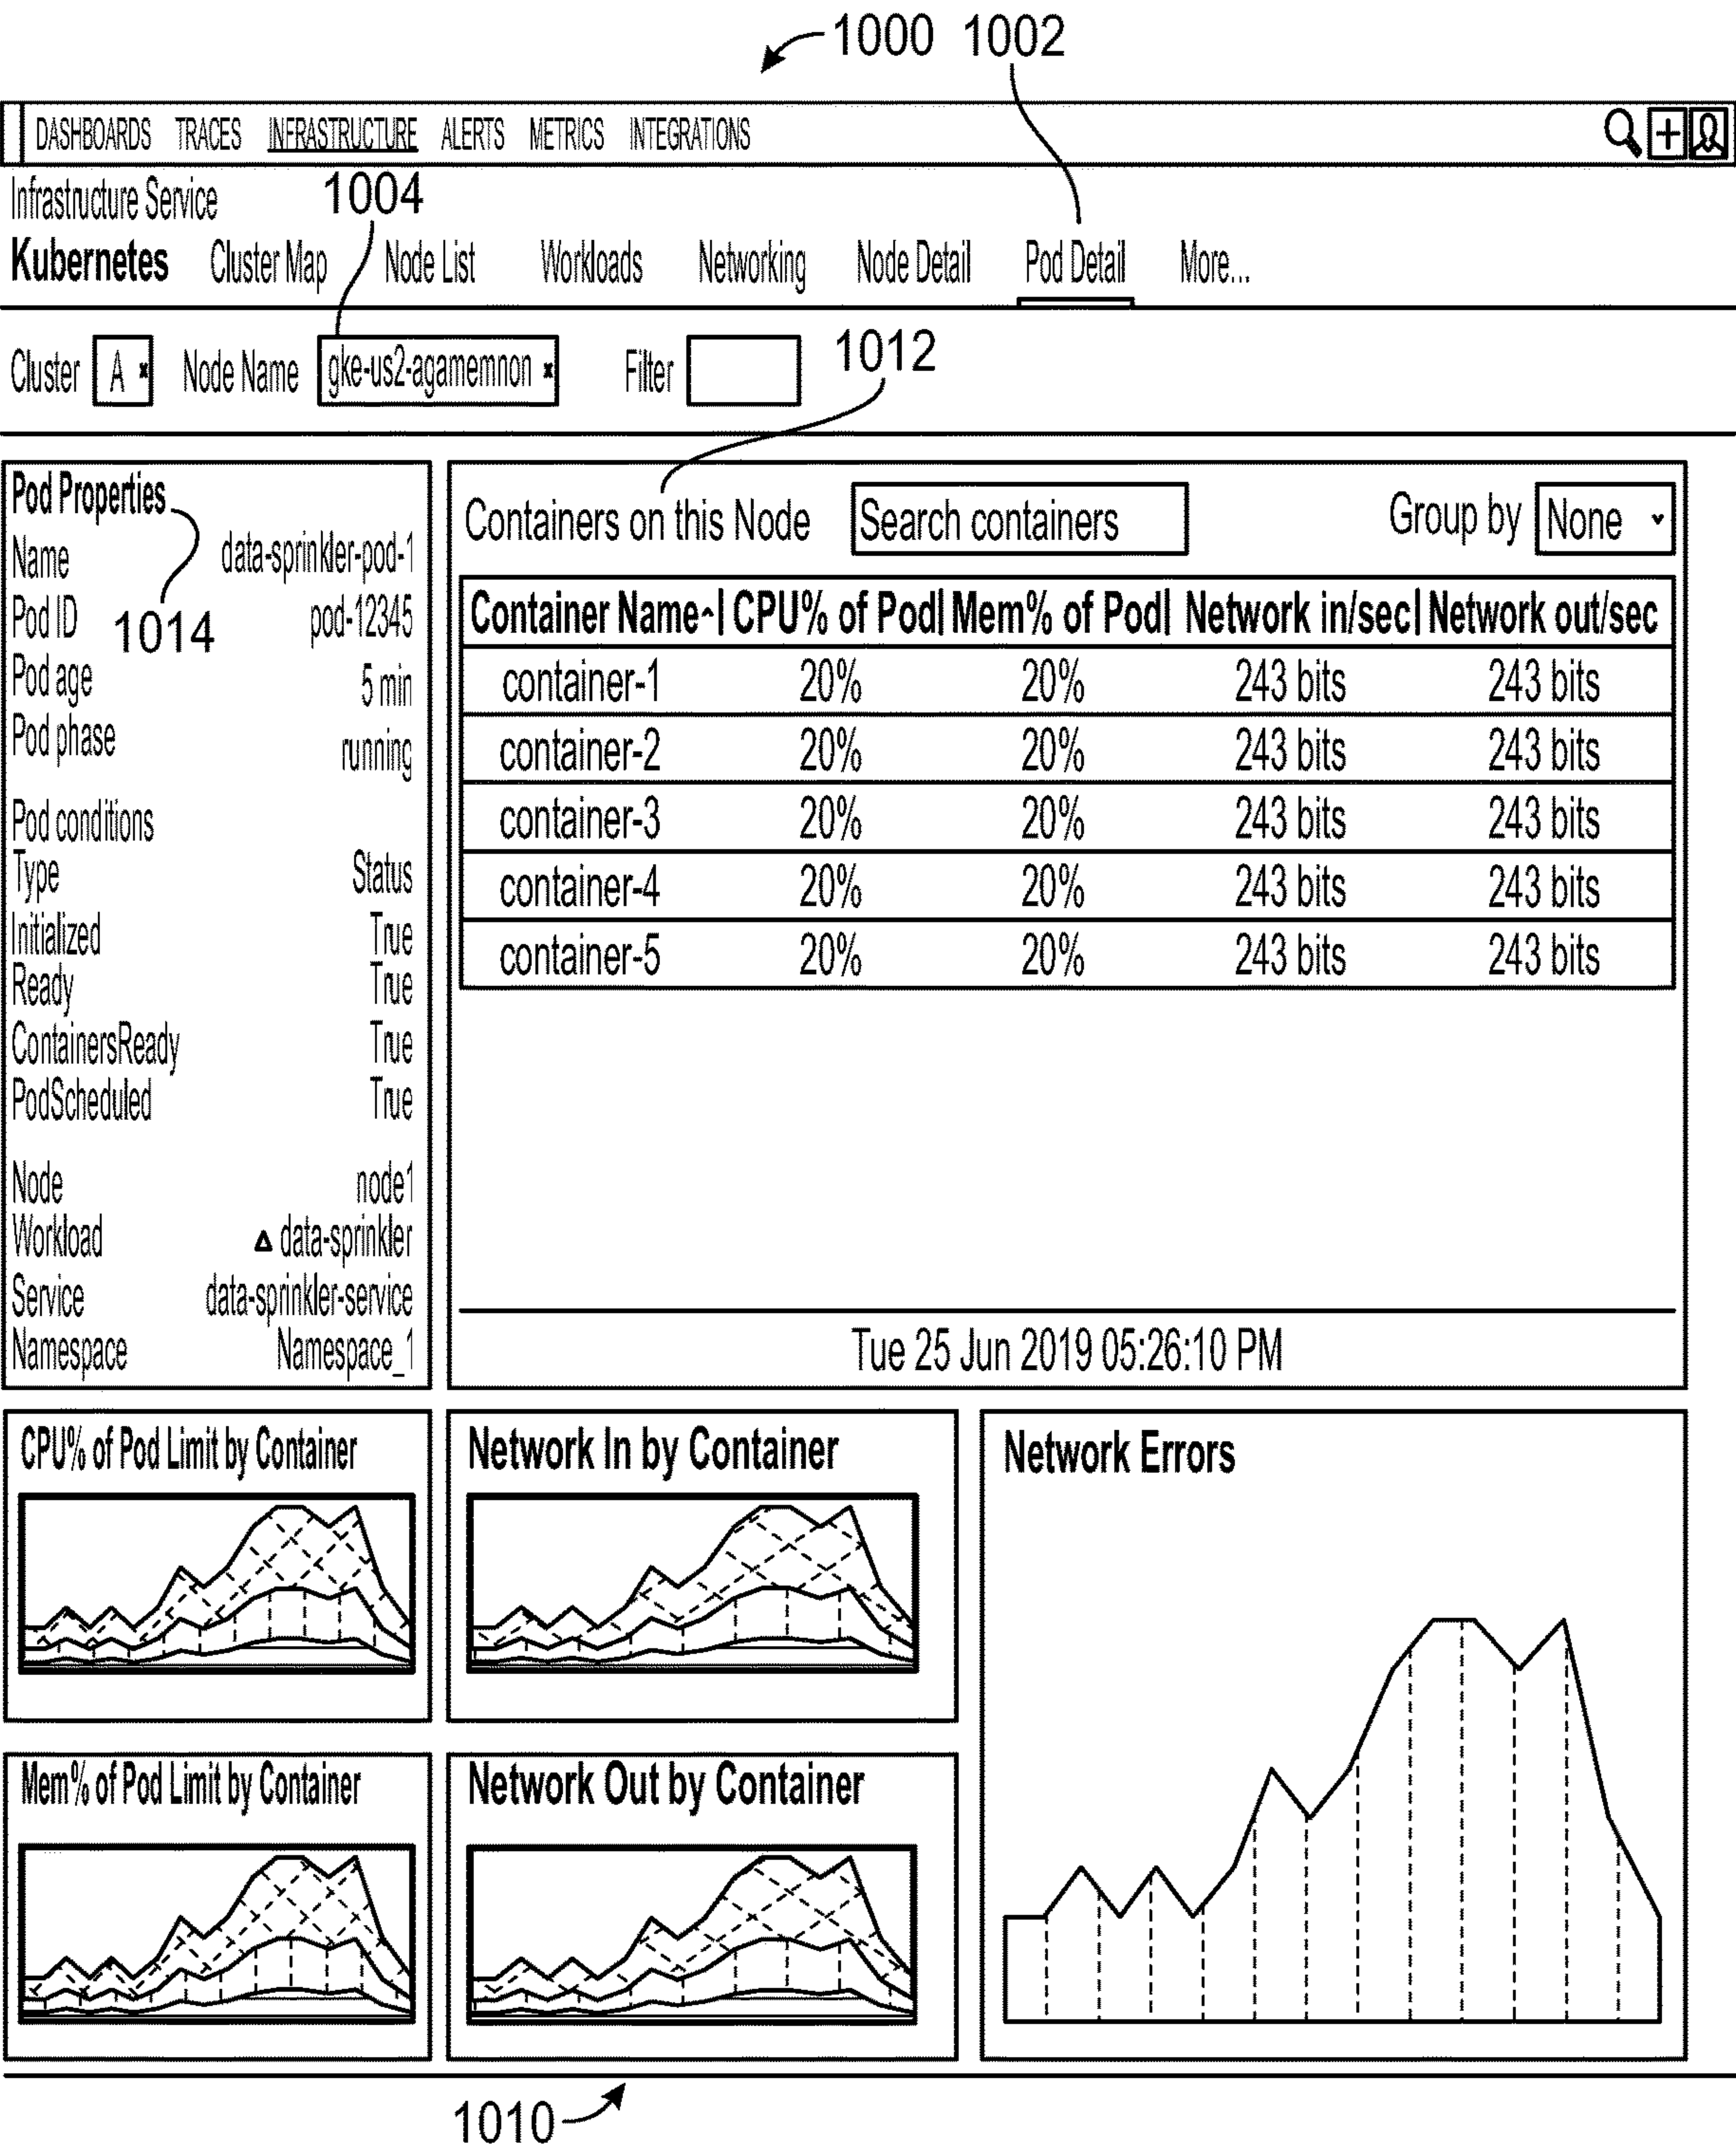 1000 1002
DASHBOARDS TRACES INFRASTRUCTURE ALERTS METRICS INTEGRATIONS
Infrastructure Service
1004
Kubernetes Cluster Map Node List Workloads Networking Node Detail Pod Detail More...
Cluster A x Node Name gke-us2-agamemnon x Filter
1012
Pod Properties
Name data-sprinkler-pod-1
Pod ID pod-12345
1014
Pod age 5 min
Pod phase running
Pod conditions
Type Status
Initialized True
Ready True
ContainersReady True
PodScheduled True
Node node1
Workload Δ data-sprinkler
Service data-sprinkler-service
Namespace Namespace_1
Containers on this Node Search containers Group by None
Container Name^| CPU% of Pod| Mem% of Pod| Network in/sec| Network out/sec
container-1 20% 20% 243 bits 243 bits
container-2 20% 20% 243 bits 243 bits
container-3 20% 20% 243 bits 243 bits
container-4 20% 20% 243 bits 243 bits
container-5 20% 20% 243 bits 243 bits
Tue 25 Jun 2019 05:26:10 PM
CPU% of Pod Limit by Container
Network In by Container
Network Errors
Mem% of Pod Limit by Container
Network Out by Container
1010